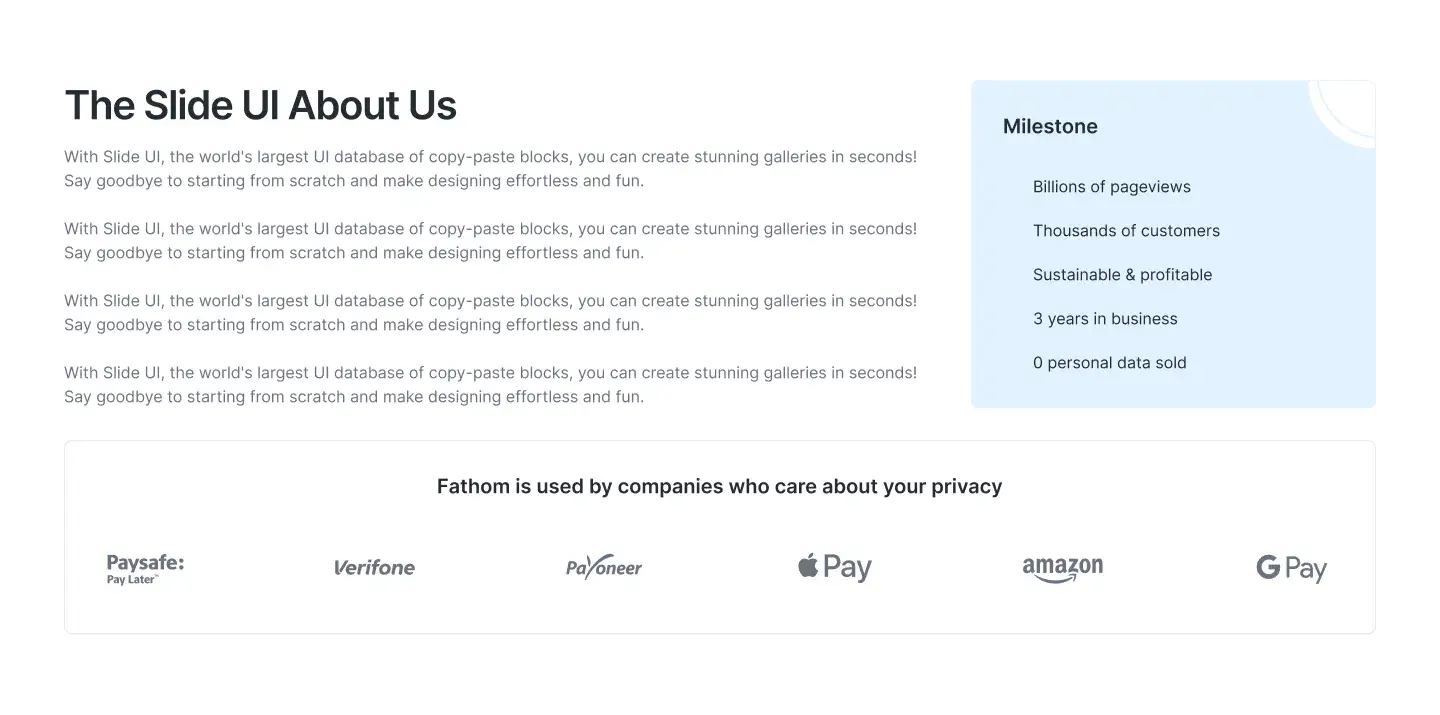 The Slide UI About Us
With Slide UI, the world's largest UI database of copy-paste blocks, you can create stunning galleries in seconds!
Say goodbye to starting from scratch and make designing effortless and fun.
With Slide UI, the world's largest UI database of copy-paste blocks, you can create stunning galleries in seconds!
Say goodbye to starting from scratch and make designing effortless and fun.
With Slide UI, the world's largest UI database of copy-paste blocks, you can create stunning galleries in seconds!
Say goodbye to starting from scratch and make designing effortless and fun.
With Slide UI, the world's largest UI database of copy-paste blocks, you can create stunning galleries in seconds!
Say goodbye to starting from scratch and make designing effortless and fun.
Milestone
Billions of pageviews
Thousands of customers
Sustainable & profitable
3 years in business
0 personal data sold
Fathom is used by companies who care about your privacy
Paysafe:
Pay Later™
Verifone
Payoneer
Pay
amazon
G Pay